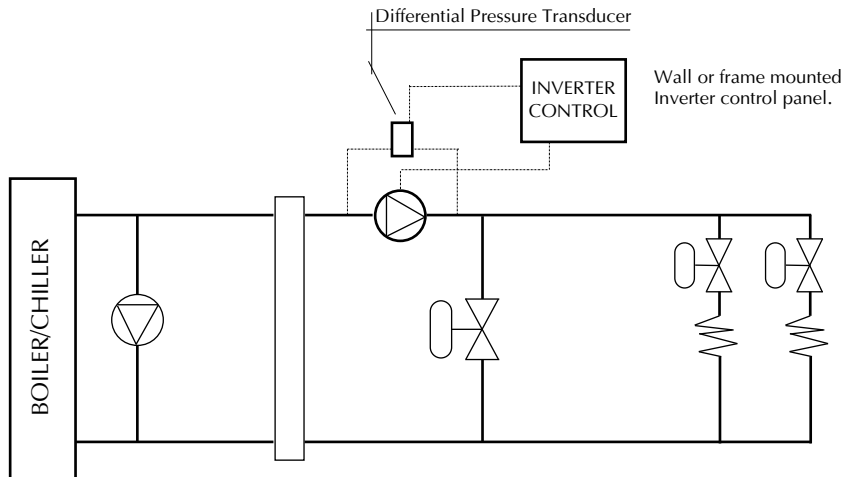 Differential Pressure Transducer
INVERTER
CONTROL
Wall or frame mounted
Inverter control panel.
BOILER/CHILLER